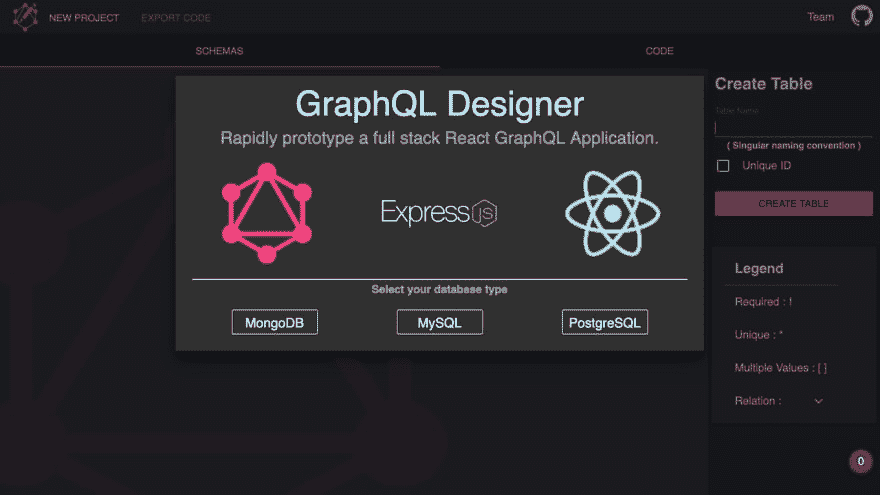 NEW PROJECT
EXPORT CODE
Team
SCHEMAS
CODE
GraphQL Designer
Rapidly prototype a full stack React GraphQL Application.
Express JS
Select your database type
MongoDB
MySQL
PostgreSQL
Create Table
Table Name
( Singular naming convention )
Unique ID
CREATE TABLE
Legend
Required : !
Unique : *
Multiple Values : [ ]
Relation :
0